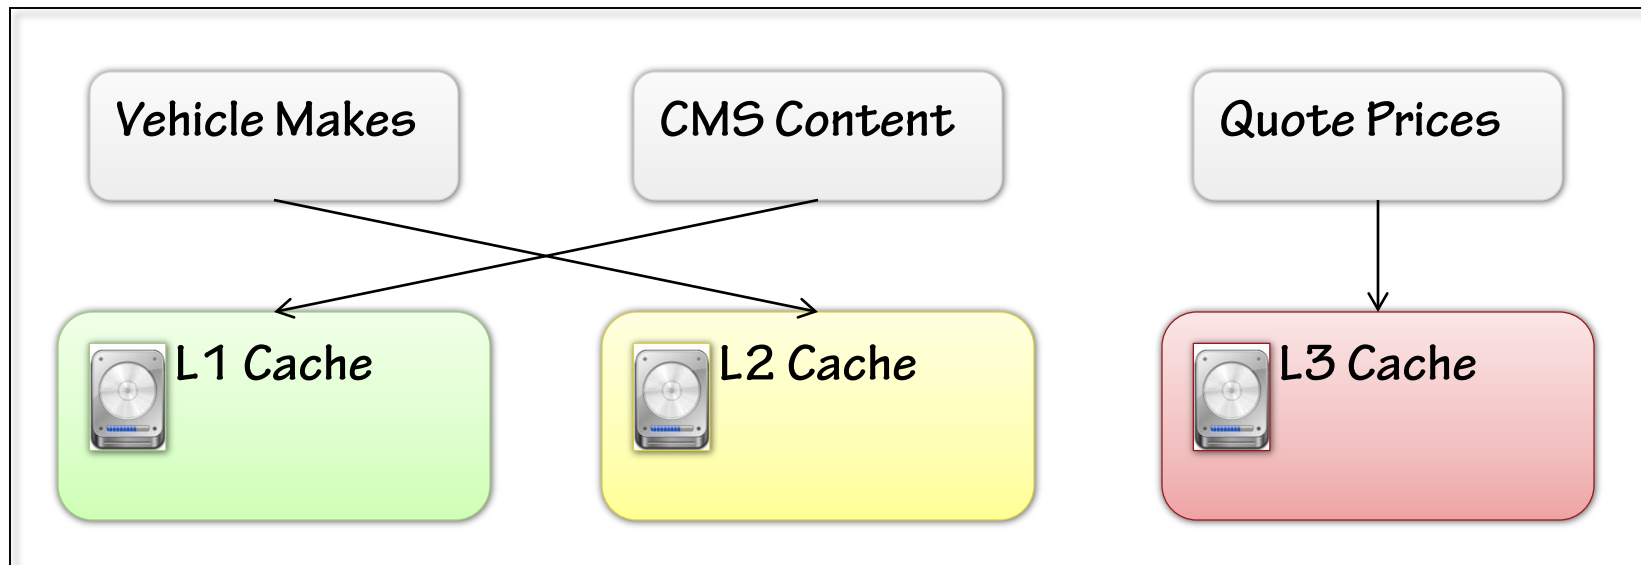 Vehicle Makes
CMS Content
Quote Prices
L1 Cache
L2 Cache
L3 Cache